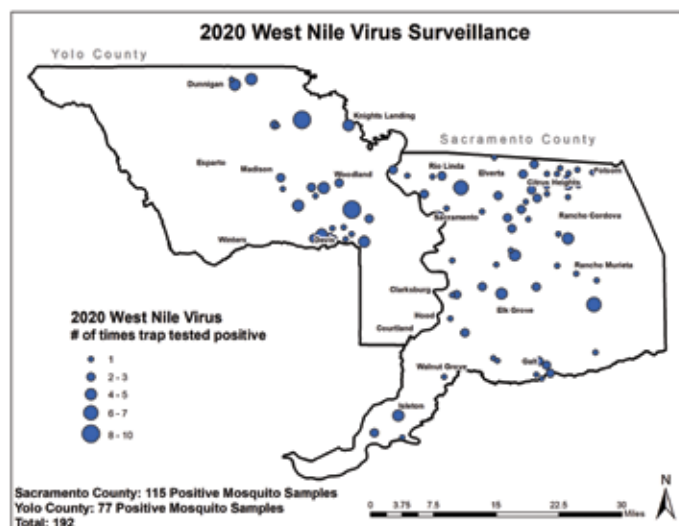 2020 West Nile Virus Surveillance
Yolo County
Dunnigan
Knights Landing
Sacramento County
Esparto
Madison
Woodland
Rio Linda
Elverta
Folsom
Citrus Heights
Sacramento
Rancho Cordova
Winters
Davis
Rancho Murieta
Clarksburg
Elk Grove
Hood
Courtland
Walnut Grove
Galt
Isleton
2020 West Nile Virus
# of times trap tested positive
1
2 - 3
4 - 5
6 - 7
8 - 10
Sacramento County: 115 Positive Mosquito Samples
Yolo County: 77 Positive Mosquito Samples
Total: 192
N
0 3.75 7.5 15 22.5 30
Miles